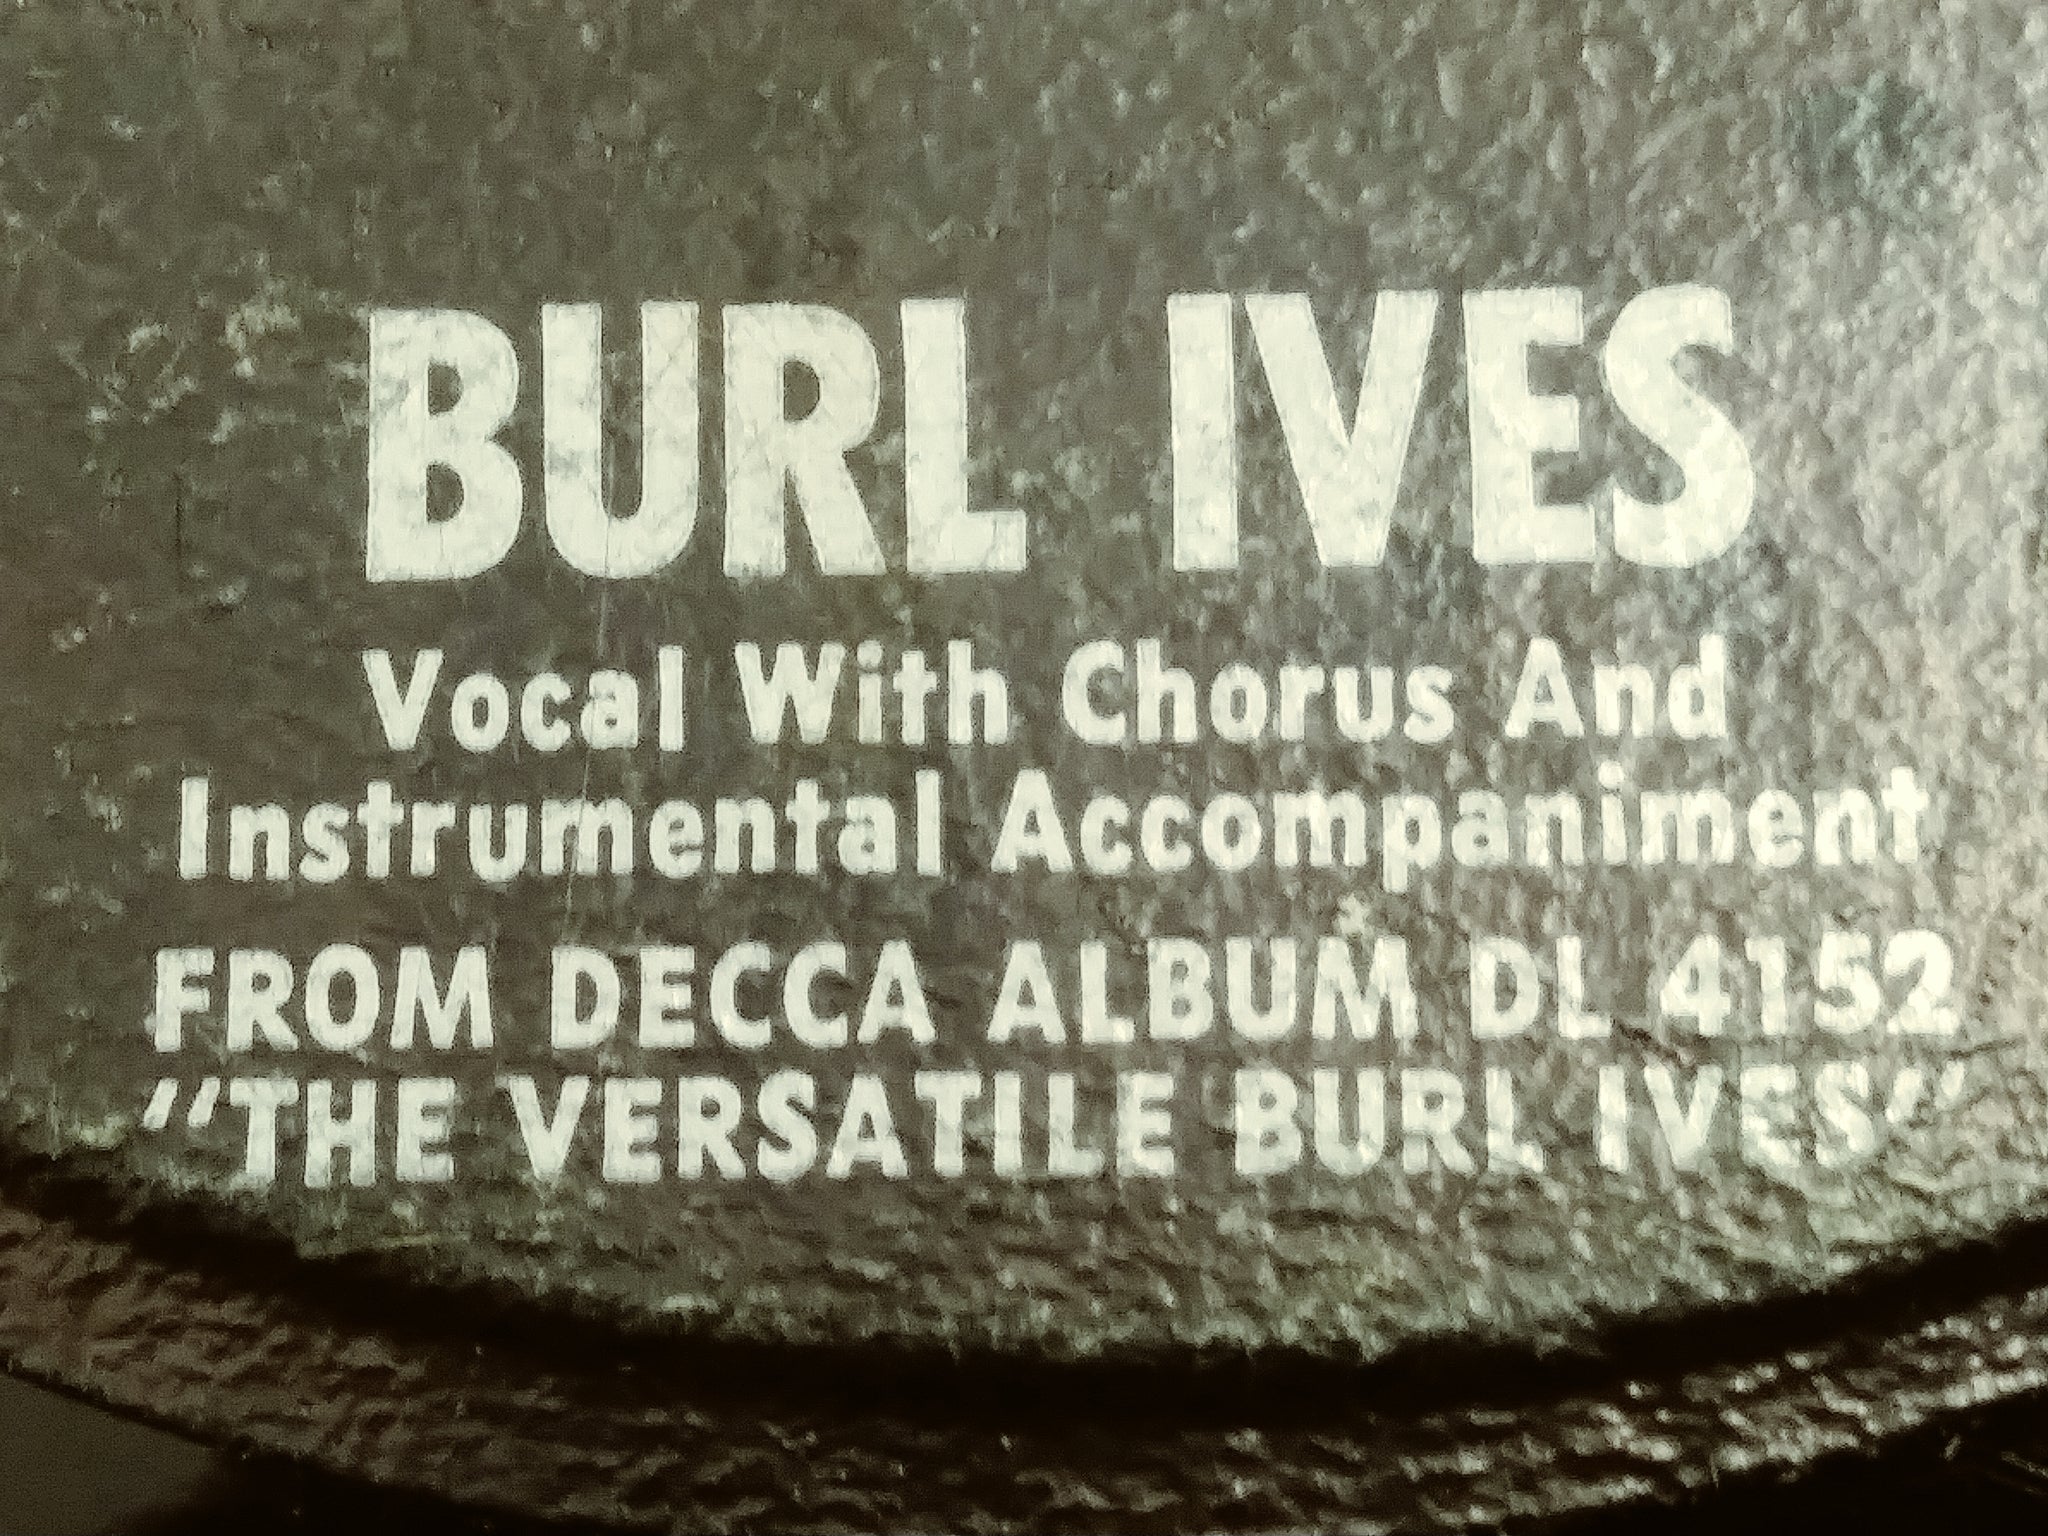 BURL IVES
Vocal With Chorus And
Instrumental Accompaniment
FROM DECCA ALBUM DL 4152
"THE VERSATILE BURL IVES"